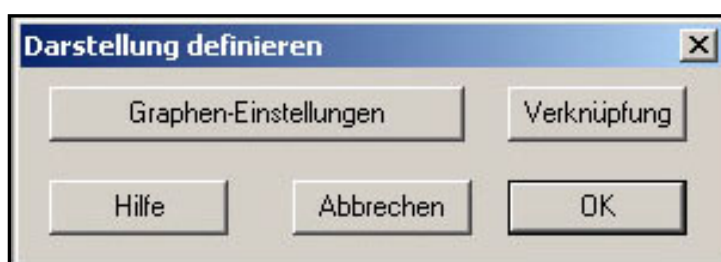 Darstellung definieren
Graphen-Einstellungen Verknüpfung
Hilfe Abbrechen OK